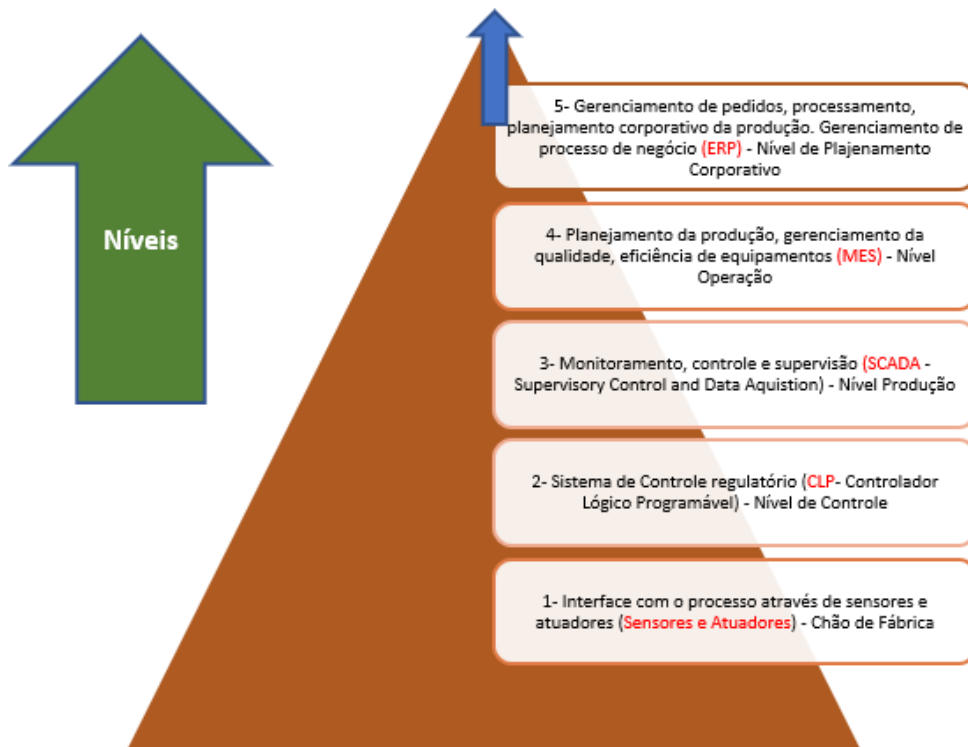 Níveis
5- Gerenciamento de pedidos, processamento,
planejamento corporativo da produção. Gerenciamento de
processo de negócio (ERP) - Nível de Plajenamento
Corporativo
4- Planejamento da produção, gerenciamento da
qualidade, eficiência de equipamentos (MES) - Nível
Operação
3- Monitoramento, controle e supervisão (SCADA -
Supervisory Control and Data Aquistion) - Nível Produção
2- Sistema de Controle regulatório (CLP- Controlador
Lógico Programável) - Nível de Controle
1- Interface com o processo através de sensores e
atuadores (Sensores e Atuadores) - Chão de Fábrica